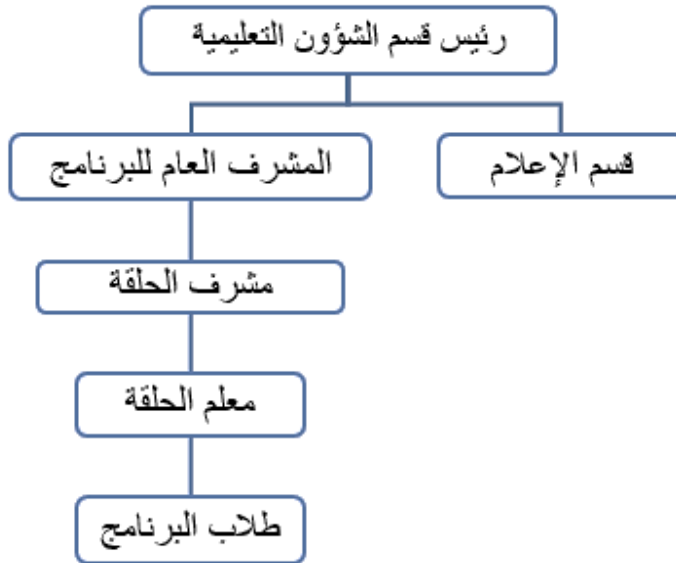 رئيس قسم الشؤون التعليمية
قسم الإعلام
المشرف العام للبرنامج
مشرف الحلقة
معلم الحلقة
طلاب البرنامج